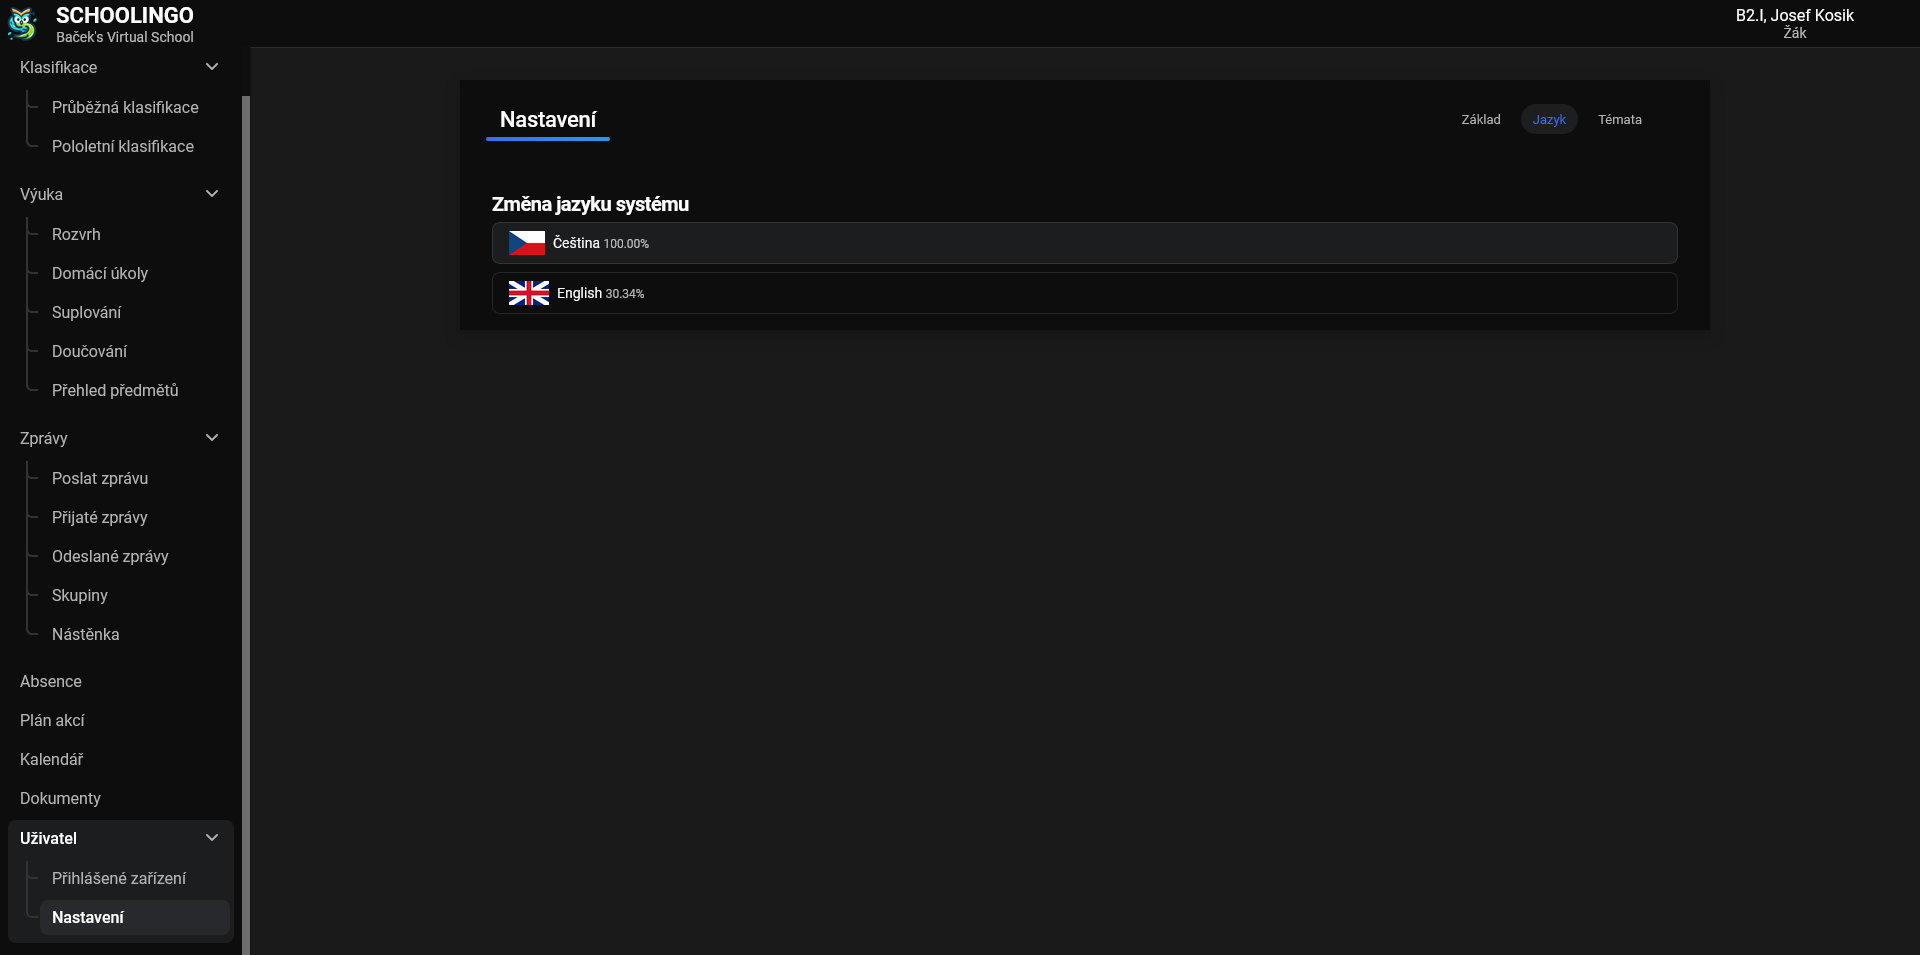 SCHOOLINGO
Baček's Virtual School
B2.I, Josef Kosik
Žák
Klasifikace
Průběžná klasifikace
Pololetní klasifikace
Výuka
Rozvrh
Domácí úkoly
Suplování
Doučování
Přehled předmětů
Zprávy
Poslat zprávu
Přijaté zprávy
Odeslané zprávy
Skupiny
Nástěnka
Absence
Plán akcí
Kalendář
Dokumenty
Uživatel
Přihlášené zařízení
Nastavení
Nastavení
Základ
Jazyk
Témata
Změna jazyku systému
Čeština 100.00%
English 30.34%